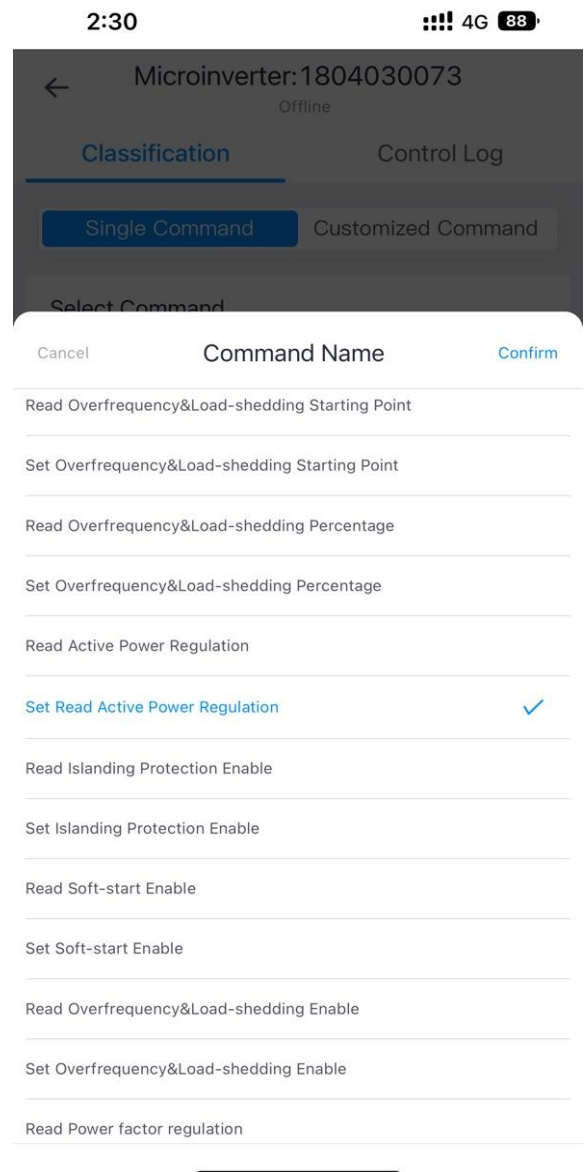 2:30 4G 88
Microinverter:1804030073
Offline
Classification Control Log
Single Command Customized Command
Select Command
Cancel Command Name Confirm
Read Overfrequency&Load-shedding Starting Point
Set Overfrequency&Load-shedding Starting Point
Read Overfrequency&Load-shedding Percentage
Set Overfrequency&Load-shedding Percentage
Read Active Power Regulation
Set Read Active Power Regulation
Read Islanding Protection Enable
Set Islanding Protection Enable
Read Soft-start Enable
Set Soft-start Enable
Read Overfrequency&Load-shedding Enable
Set Overfrequency&Load-shedding Enable
Read Power factor regulation